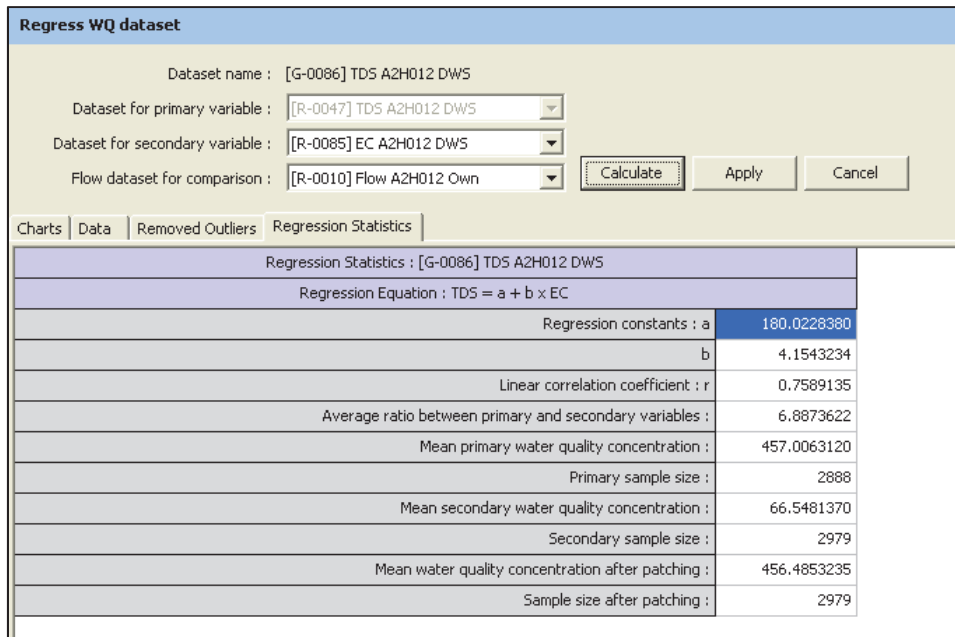 Regress WQ dataset
Dataset name : [G-0086] TDS A2H012 DWS
Dataset for primary variable : [R-0047] TDS A2H012 DWS
Dataset for secondary variable : [R-0085] EC A2H012 DWS
Flow dataset for comparison : [R-0010] Flow A2H012 Own Calculate Apply Cancel
Charts Data Removed Outliers Regression Statistics
Regression Statistics : [G-0086] TDS A2H012 DWS
Regression Equation : TDS = a + b x EC
Regression constants : a 180.0228380
b 4.1543234
Linear correlation coefficient : r 0.7589135
Average ratio between primary and secondary variables : 6.8873622
Mean primary water quality concentration : 457.0063120
Primary sample size : 2888
Mean secondary water quality concentration : 66.5481370
Secondary sample size : 2979
Mean water quality concentration after patching : 456.4853235
Sample size after patching : 2979